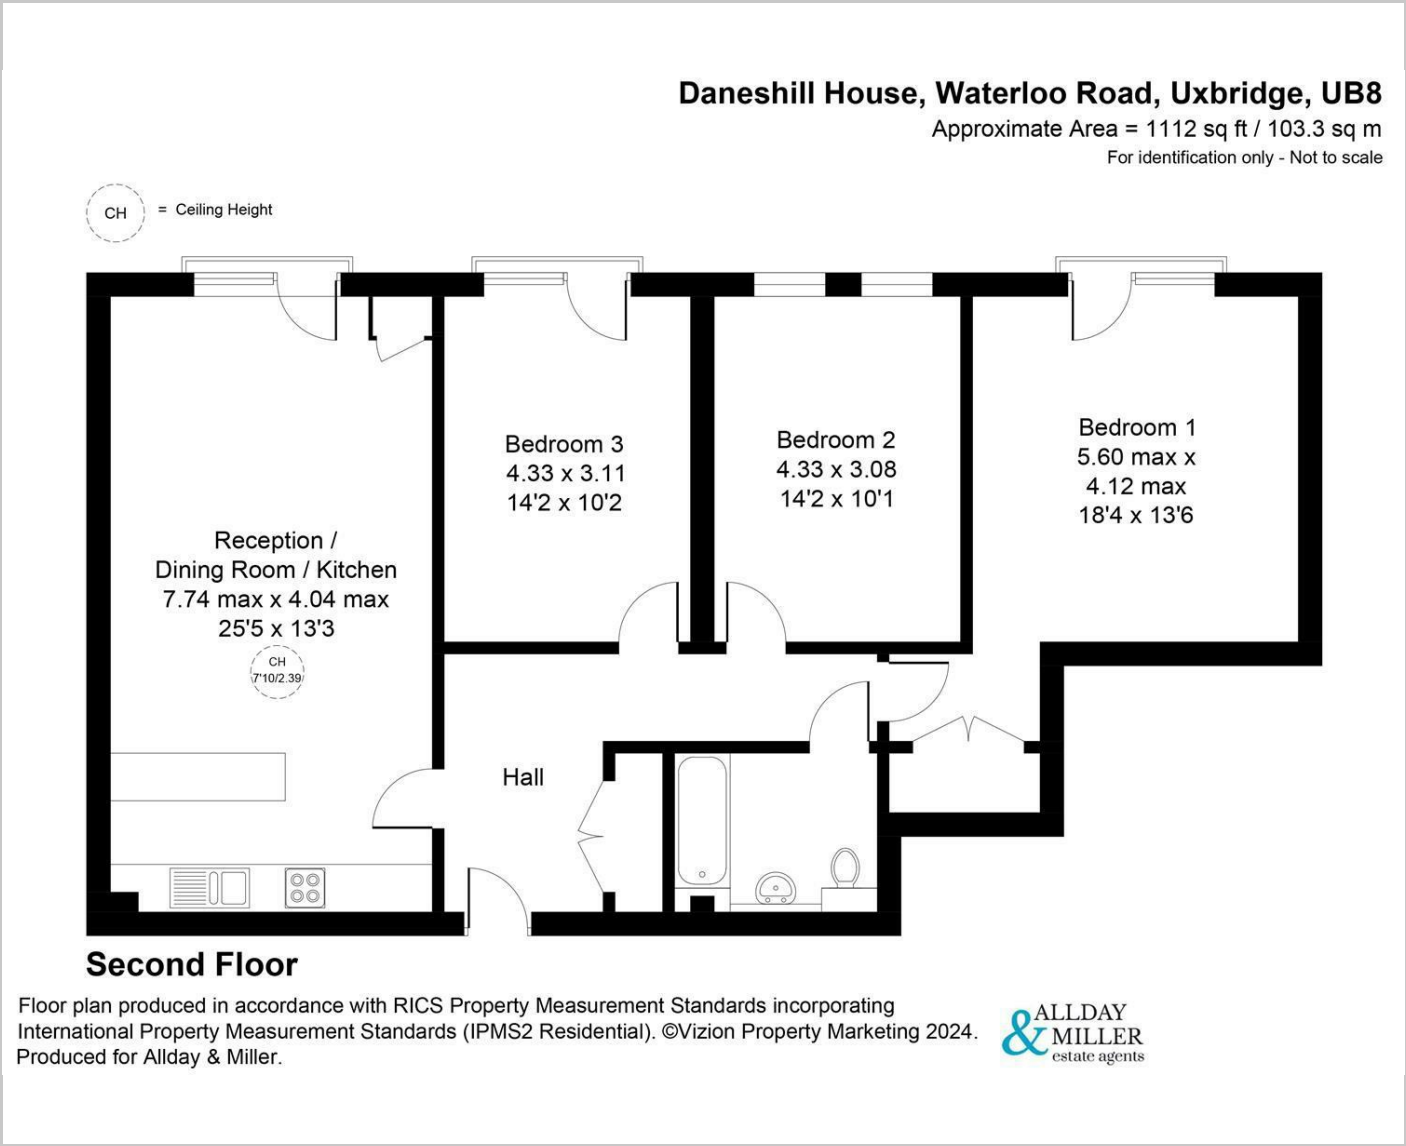 Daneshill House, Waterloo Road, Uxbridge, UB8
Approximate Area = 1112 sq ft / 103.3 sq m
For identification only - Not to scale
CH = Ceiling Height
Bedroom 3
4.33 x 3.11
14'2 x 10'2
Bedroom 2
4.33 x 3.08
14'2 x 10'1
Bedroom 1
5.60 max x
4.12 max
18'4 x 13'6
Reception /
Dining Room / Kitchen
7.74 max x 4.04 max
25'5 x 13'3
CH
7'10/2.39
Hall
Second Floor
Floor plan produced in accordance with RICS Property Measurement Standards incorporating
International Property Measurement Standards (IPMS2 Residential). ©Vizion Property Marketing 2024.
Produced for Allday & Miller.
ALLDAY
& MILLER
estate agents